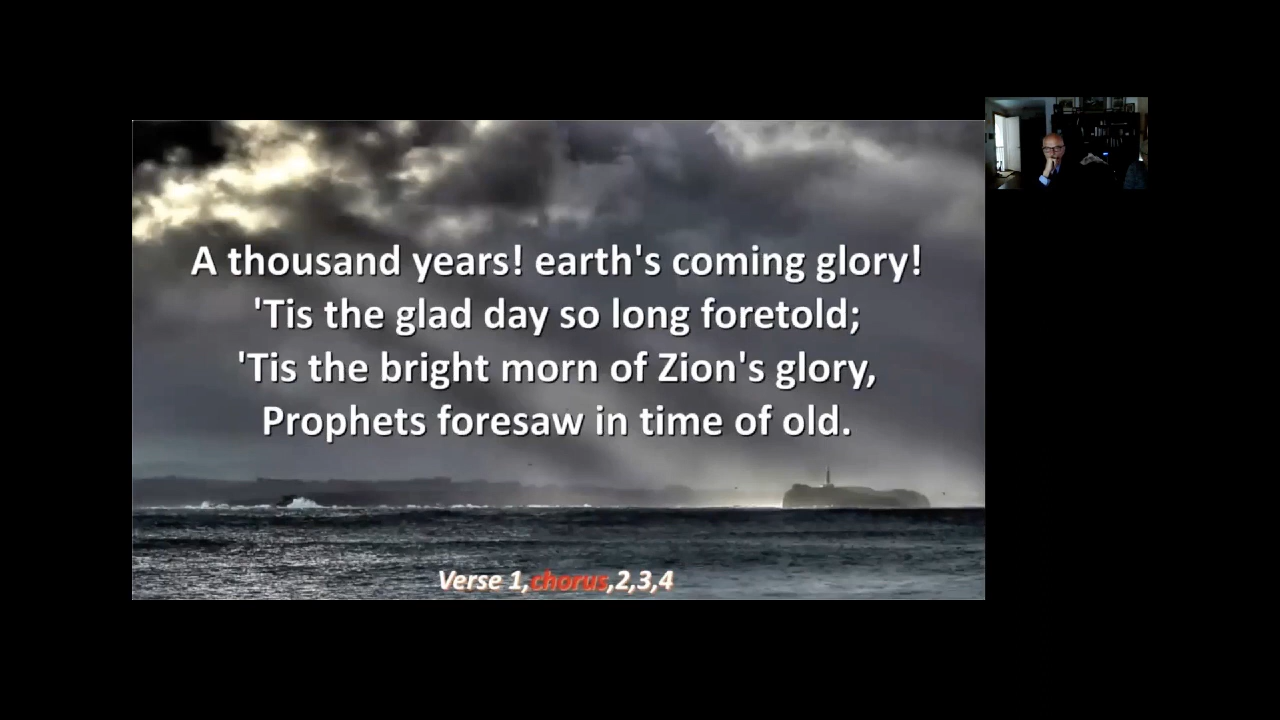 A thousand years! earth's coming glory!
'Tis the glad day so long foretold;
'Tis the bright morn of Zion's glory,
Prophets foresaw in time of old.
Verse 1,chorus,2,3,4